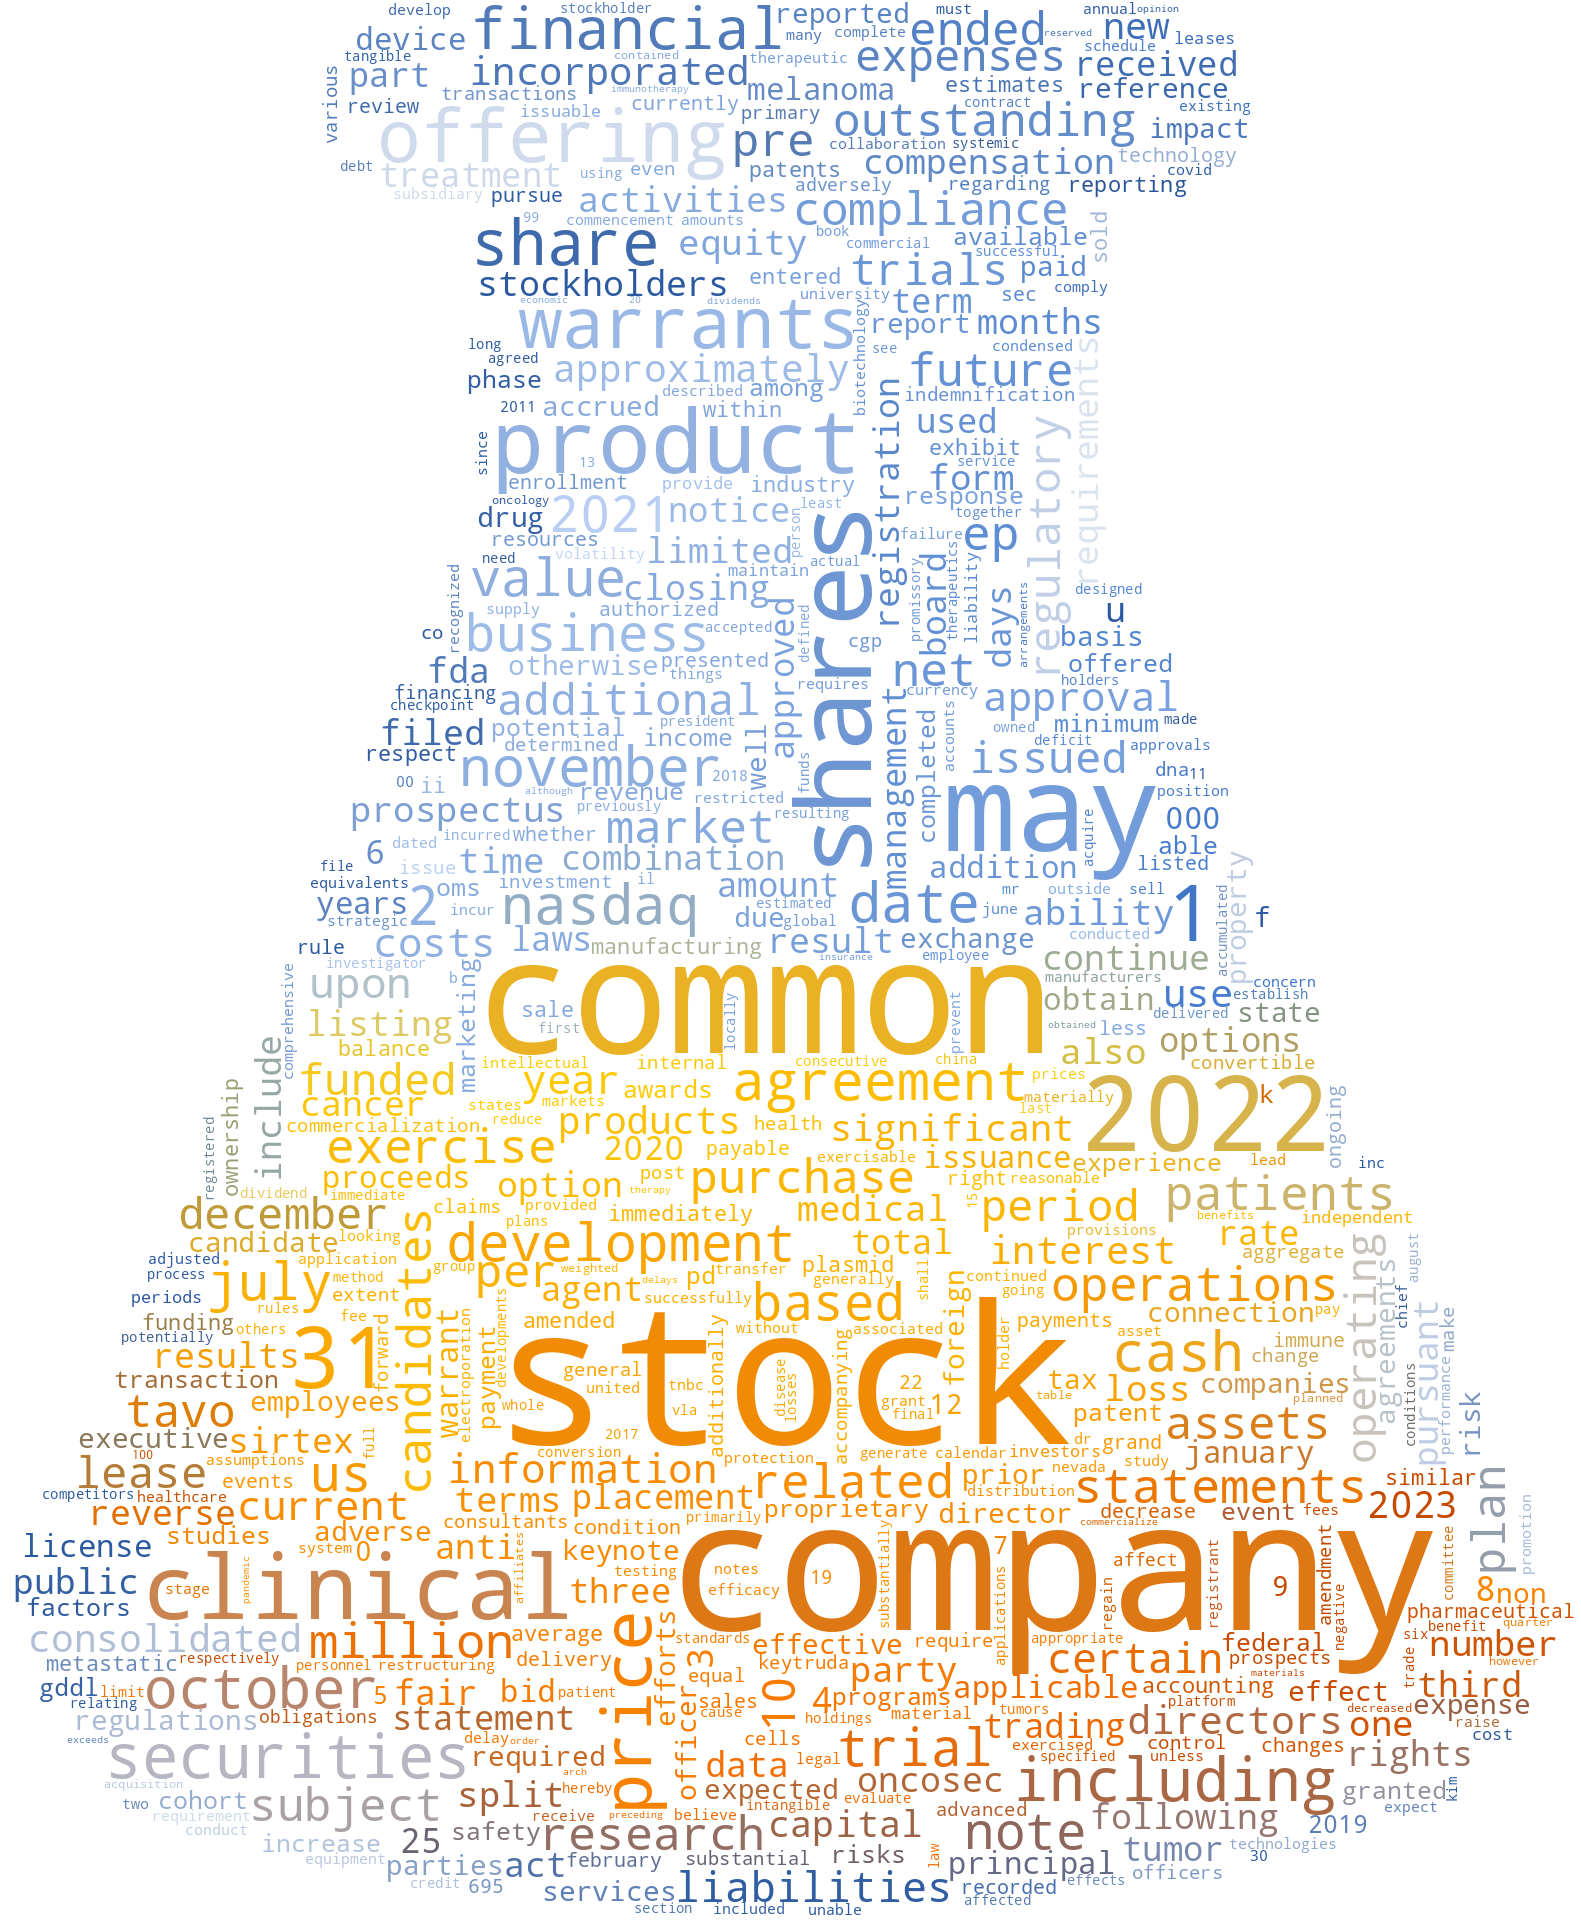 develop stockholder reported must annual opinion
financial ended new
device many complete reserved schedule leases
tangible contained therapeutic expenses
part incorporated received
various transactions immunotherapy melanoma estimates reference
review issuable currently primary contract existing
offering outstanding impact
pre collaboration systemic
debt treatment using even patents compensation technology covid
subsidiary pursue adversely regarding reporting
activities compliance
99 commencement amounts book sold
share equity commercial available successful
stockholders entered trials paid comply
economic 20 dividends university term sec
warrants biotechnology report months
long agreed see condensed requirements
approximately future
phase described among indemnification
2011 accrued within used
product registration regulatory
since exhibit
13 service form
enrollment provide industry response
oncology 2021 notice least together
drug person ep
resources volatility limited failure
need value closing maintain shares actual board therapeutics
recognized supply authorized approved promissory liability days arrangements designed
co business accepted defined cgp u basis
fda otherwise presented net offered
financing things requires currency holders
checkpoint additional management approval
filed potential president accounts owned minimum made
respect determined income well completed deficit approvals
november issued
00 ii 2018 funds dna 11
although revenue restricted may position
prospectus previously resulting acquire 000
6 dated incurred whether market able
file issue time combination addition listed
equivalents oms investment il amount mr outside sell property
years 2 incur nasdaq estimated date june ability 1 f
strategic due global
rule costs laws manufacturing result exchange conducted accumulated
comprehensive investigator common insurance employee continue
upon b manufacturers concern
marketing sale obtain use establish
listing first locally prevent obtained less delivered state
balance also options
include intellectual internal consecutive china convertible
funded year awards agreement prices 2022 k
ownership cancer states markets materially last ongoing
registered commercialization reduce products health significant
exercise 2020 payable exercisable issuance experience lead inc
proceeds post purchase right reasonable
dividend immediate option therapy 15 patients
december claims provided immediately medical period benefits independent
candidate looking plans development total provisions rate
adjusted application interest aggregate operating august
process july method candidates group per weighted plasmid agreements
periods extent agent delays pd transfer generally shall foreign continued operations chief
rules successfully based going connection pay pursuant
funding others fee forward warrant electroporation developments amended without associated payments
potentially 31 payment stock holder asset immune make
results general additionally accompanying cash change
transaction united tnbc disease losses 22 tax loss companies performance
employees whole vla grant final 12 table planned conditions
tavo full 2017 patent assets risk
executive sirtex conversion protection generate calendar investors dr grand january
100 assumptions study
lease events us information related prior nevada statements similar plan
competitors healthcare distribution
reverse current terms placement proprietary director decrease event fees 2023 promotion
studies adverse consultants condition primarily commercialize
license system 0 anti keynote substantially company 7 affect amendment committee
public stage pandemic clinical affiliates testing notes 19 efficacy applications regain registrant 9 negative 8 non
factors three pharmaceutical
consolidated million average price efforts standards effective require appropriate federal six benefit quarter
metastatic respectively personnel restructuring delivery 3 equal keytruda party certain prospects number however
gddl limit october 5 fair bid patient officer sales 10 4 programs applicable accounting materials effect trade third
relating cause holdings material tumors platform decreased expense
regulations obligations statement trading directors one raise
exceeds delay order cells exercised control changes cost
securities required arch data legal trial specified unless rights
acquisition hereby expected oncosec including granted
two cohort subject split intangible evaluate kim
requirement receive preceding believe advanced expect
conduct safety research capital note following 2019
increase 25 law tumor technologies
equipment parties act february substantial risks principal officers 30
credit 695 services liabilities recorded effects
affected
section included unable